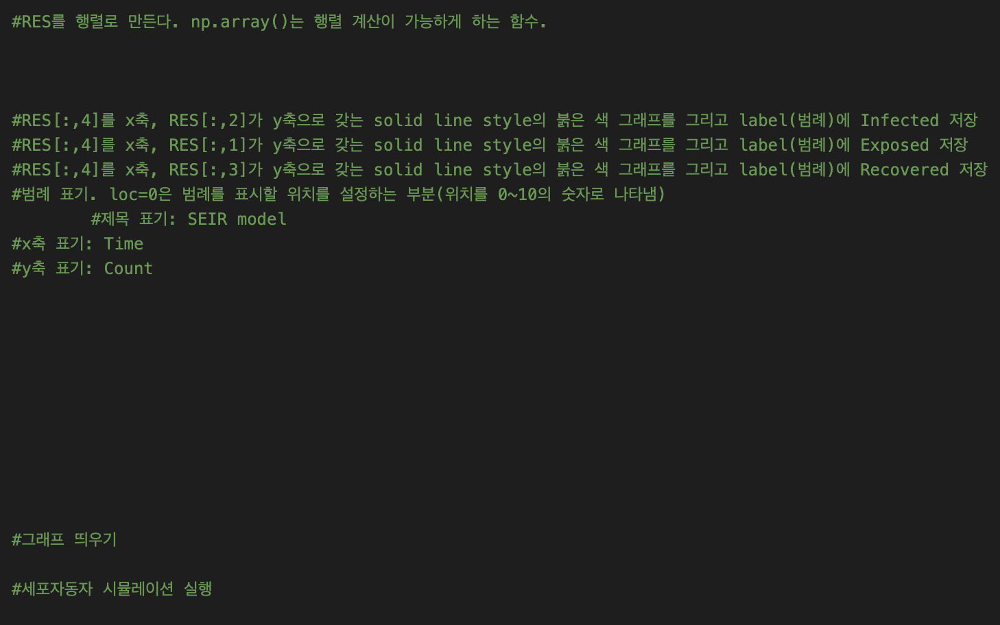 #RES를 행렬로 만든다. np.array()는 행렬 계산이 가능하게 하는 함수.
#RES[:,4]를 x축, RES[:,2]가 y축으로 갖는 solid line style의 붉은 색 그래프를 그리고 label(범례)에 Infected 저장
#RES[:,4]를 x축, RES[:,1]가 y축으로 갖는 solid line style의 붉은 색 그래프를 그리고 label(범례)에 Exposed 저장
#RES[:,4]를 x축, RES[:,3]가 y축으로 갖는 solid line style의 붉은 색 그래프를 그리고 label(범례)에 Recovered 저장
#범례 표기. loc=0은 범례를 표시할 위치를 설정하는 부분(위치를 0~10의 숫자로 나타냄)
#제목 표기: SEIR model
#x축 표기: Time
#y축 표기: Count
#그래프 띄우기
#세포자동자 시뮬레이션 실행